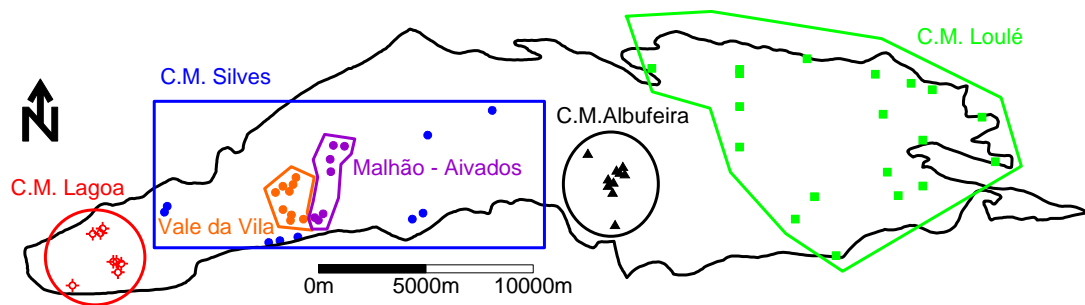 C.M. Loulé
C.M. Silves
N
C.M.Albufeira
Malhão - Aivados
C.M. Lagoa
Vale da Vila
0m 5000m 10000m